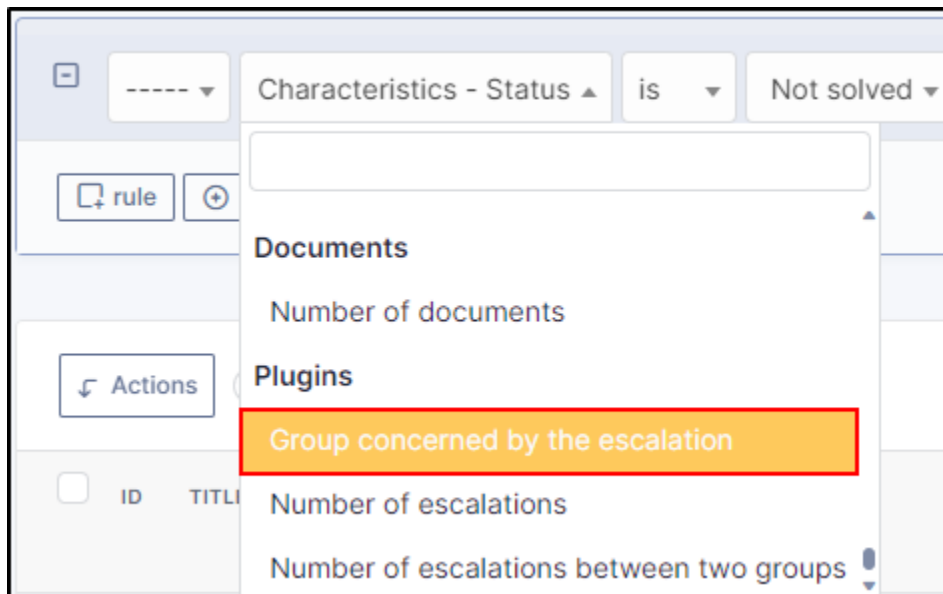 ----- Characteristics - Status is Not solved
rule
Documents
Number of documents
Plugins
Actions
Group concerned by the escalation
ID
Number of escalations
Number of escalations between two groups